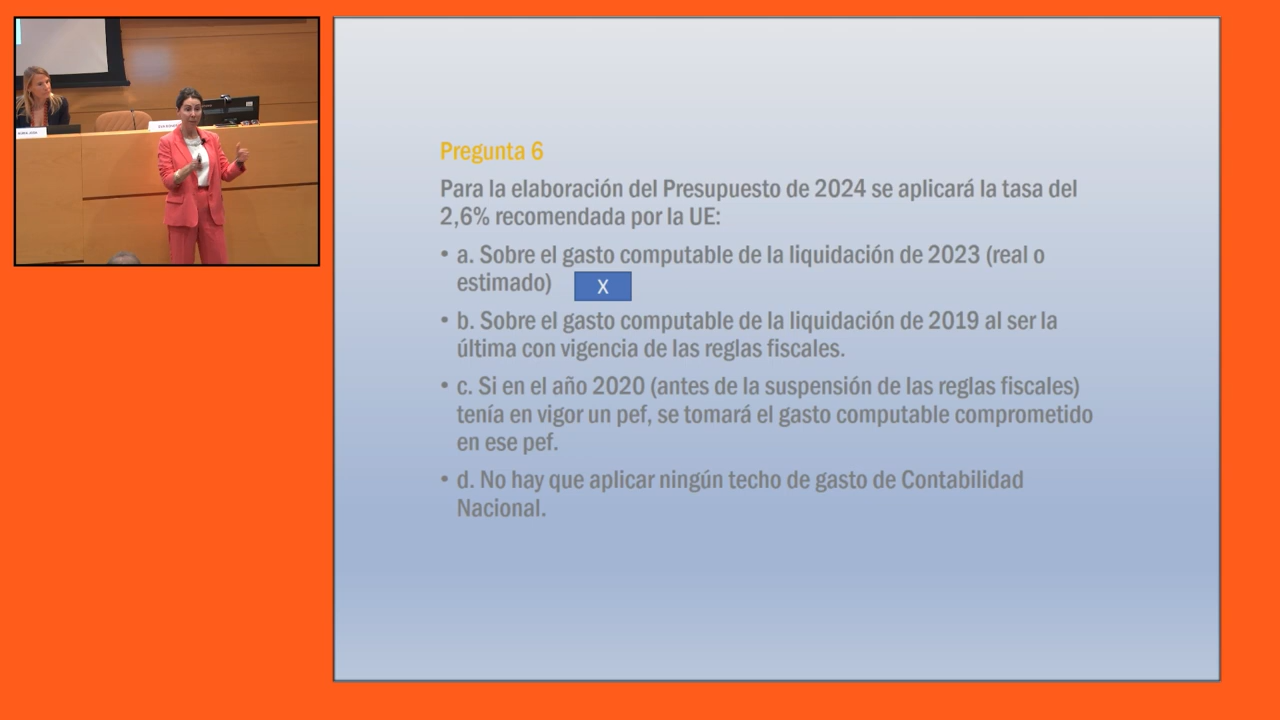 Pregunta 6
Para la elaboración del Presupuesto de 2024 se aplicará la tasa del
2,6% recomendada por la UE:
• a. Sobre el gasto computable de la liquidación de 2023 (real o
estimado)
X
• b. Sobre el gasto computable de la liquidación de 2019 al ser la
última con vigencia de las reglas fiscales.
• c. Si en el año 2020 (antes de la suspensión de las reglas fiscales)
tenía en vigor un pef, se tomará el gasto computable comprometido
en ese pef.
• d. No hay que aplicar ningún techo de gasto de Contabilidad
Nacional.